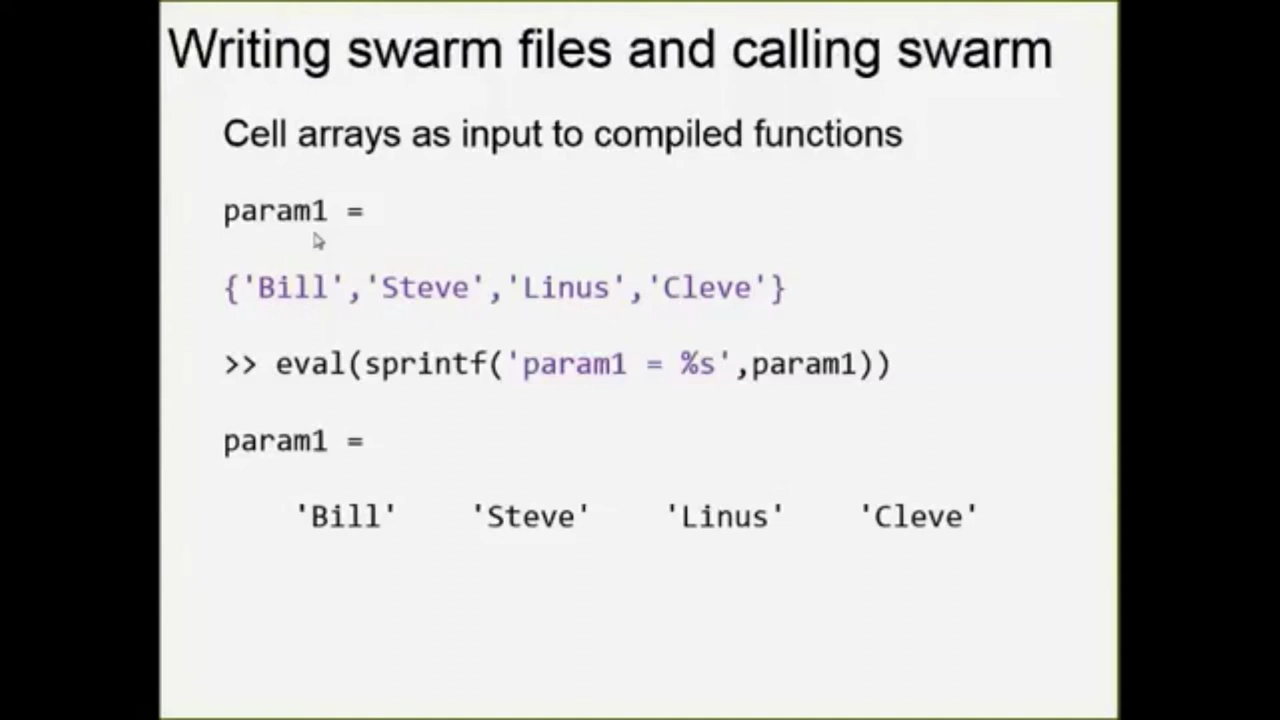 Writing swarm files and calling swarm
Cell arrays as input to compiled functions
param1 =
{'Bill','Steve','Linus','Cleve'}
>> eval(sprintf('param1 = %s',param1))
param1 =
'Bill' 'Steve' 'Linus' 'Cleve'